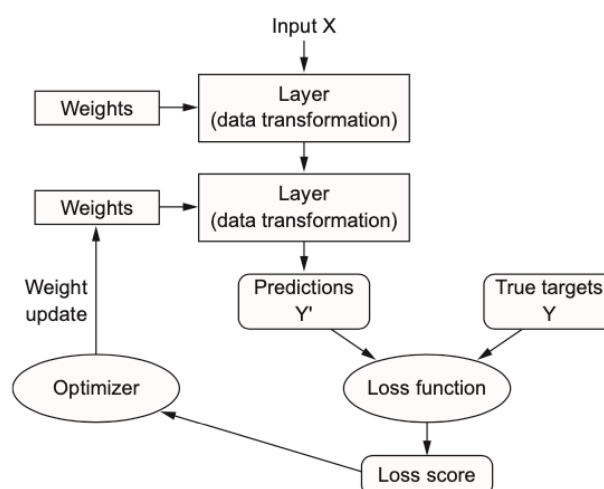 Input X
Layer
(data transformation)
Weights
Layer
(data transformation)
Weights
Weight
update
Predictions
Y'
True targets
Y
Optimizer
Loss function
Loss score